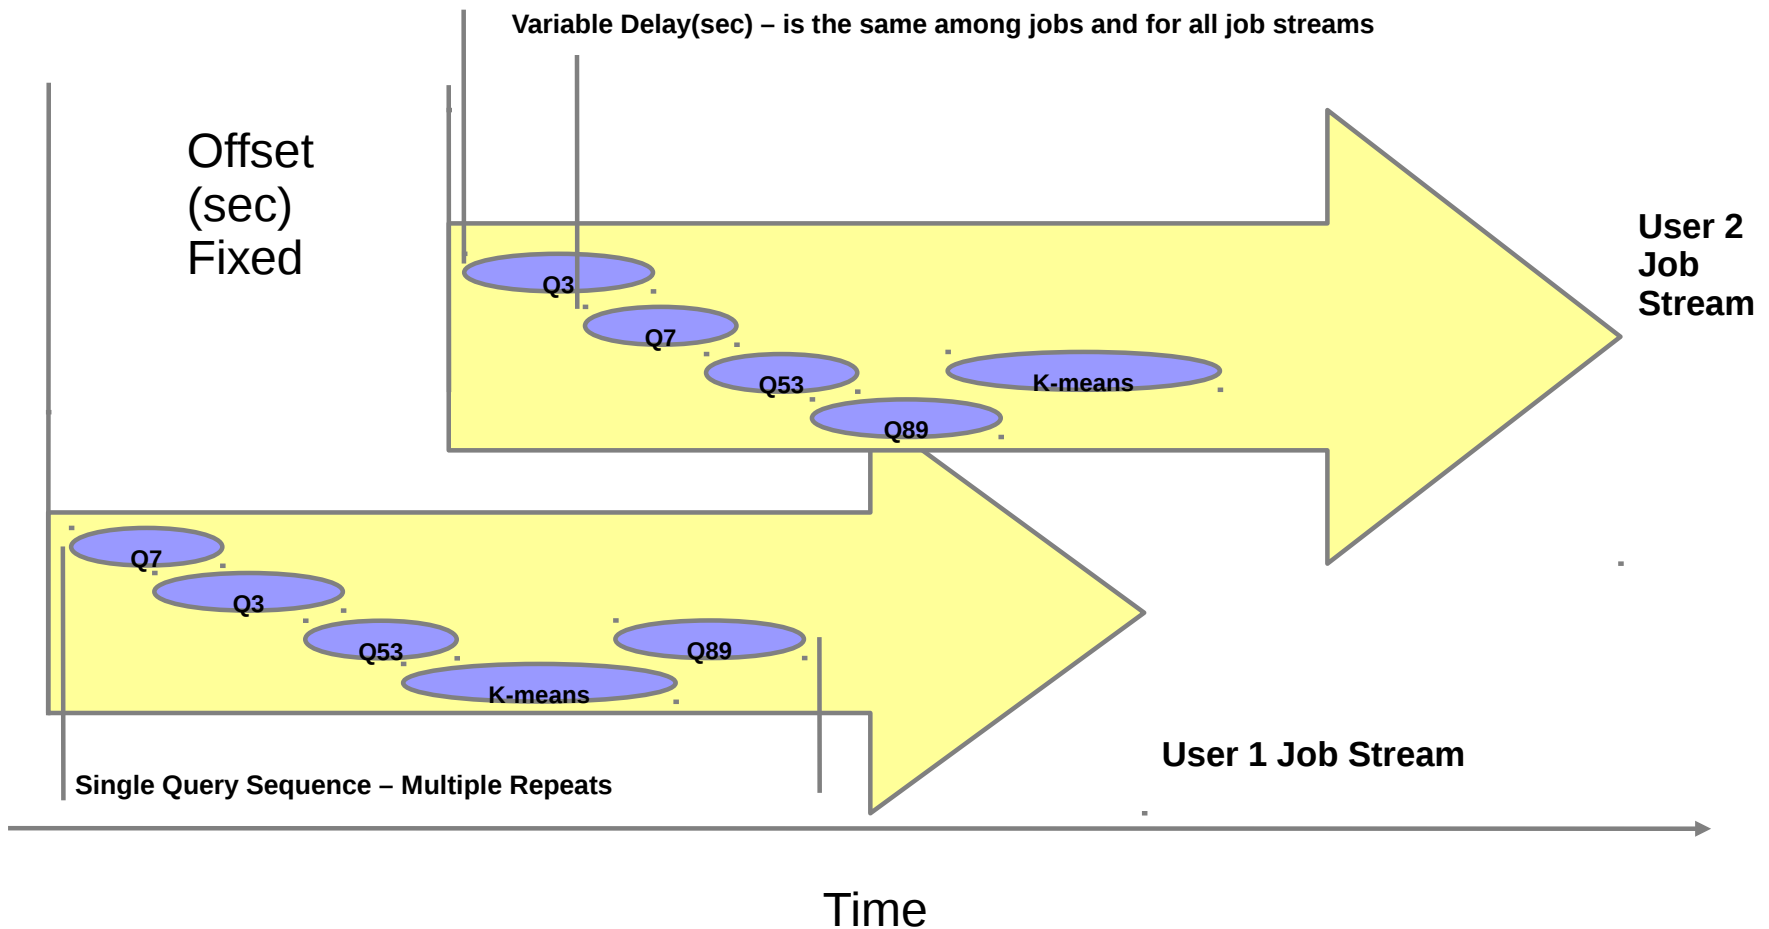 Variable Delay(sec) – is the same among jobs and for all job streams
Offset
(sec)
Fixed
User 2
Job
Stream
Q3
Q7
Q53
K-means
Q89
Q7
Q3
Q53
Q89
K-means
User 1 Job Stream
Single Query Sequence – Multiple Repeats
Time